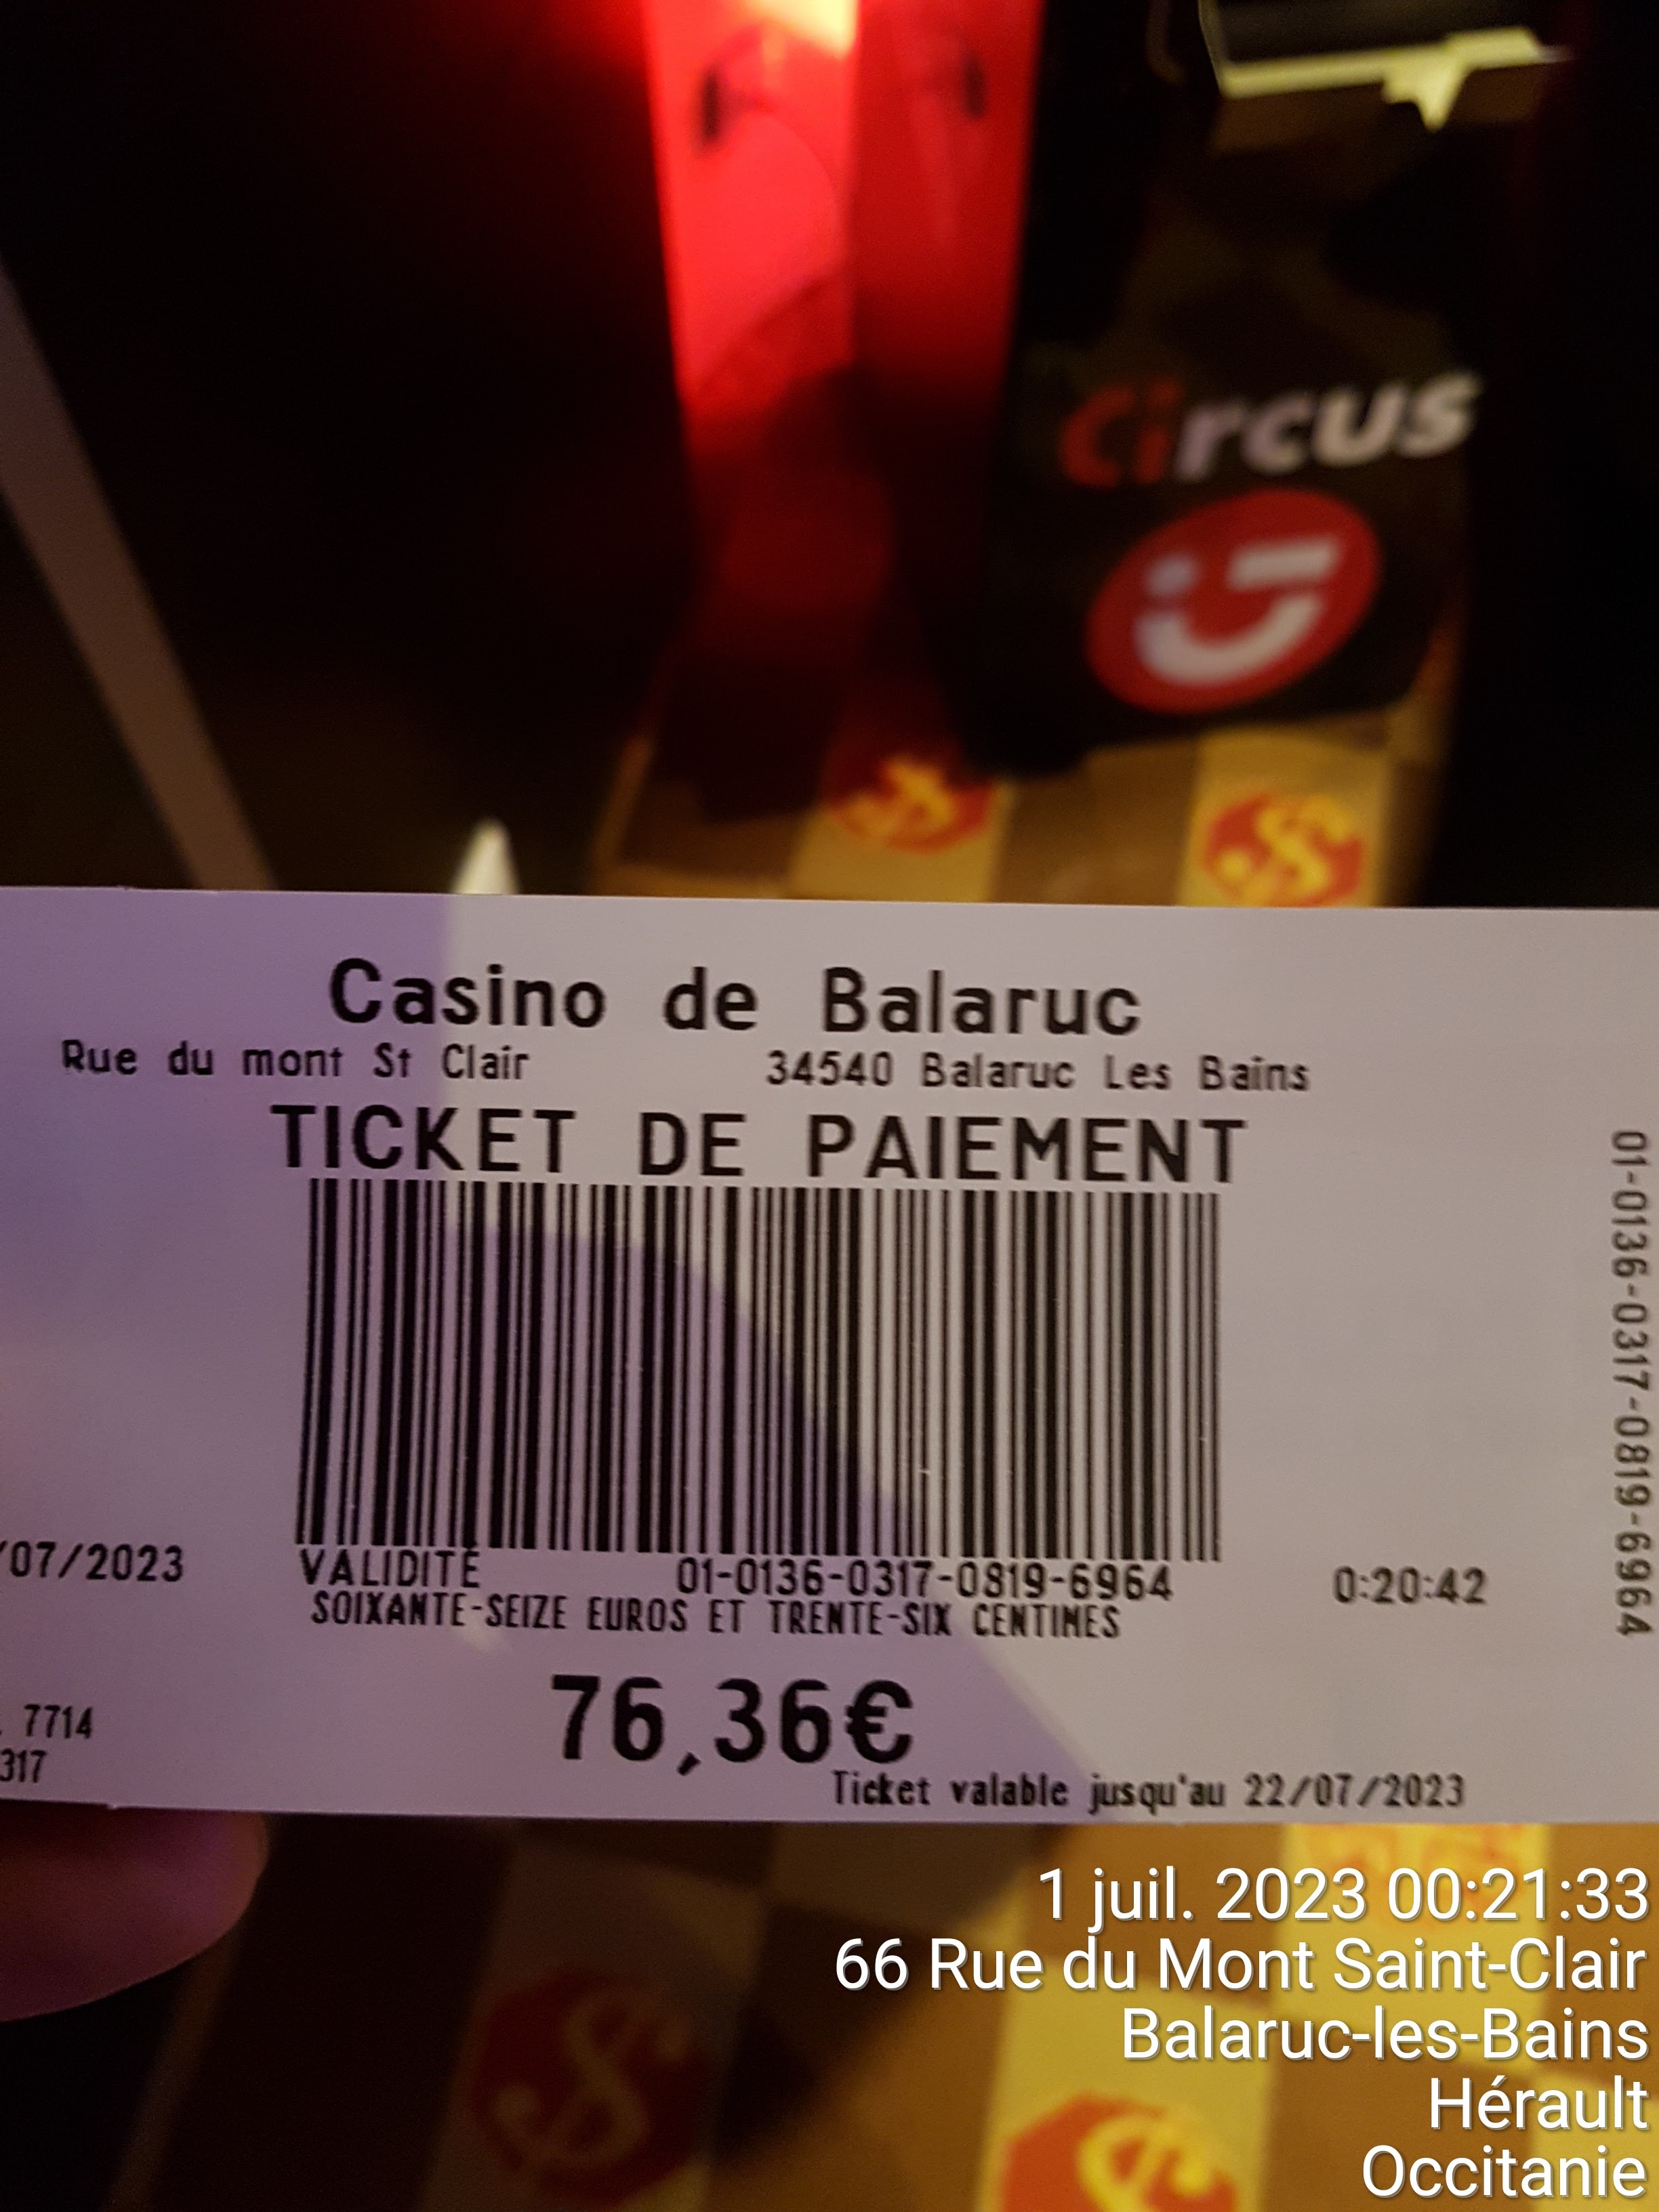 Circus
Casino de Balaruc
Rue du mont St Clair 34540 Balaruc Les Bains
TICKET DE PAIEMENT
01-0136-0317-0819-6964
/07/2023 VALIDITÉ 01-0136-0317-0819-6964 0:20:42
SOIXANTE-SEIZE EUROS ET TRENTE-SIX CENTIMES
76,36€
7714
317
Ticket valable jusqu'au 22/07/2023
1 juil. 2023 00:21:33
66 Rue du Mont Saint-Clair
Balaruc-les-Bains
Hérault
Occitanie